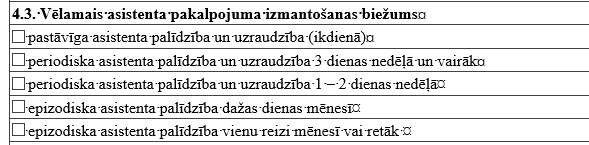 4.3. Vēlamais asistenta pakalpojuma izmantošanas biežums¤
☐ pastāvīga asistenta palīdzība un uzraudzība (ikdienā)¤
☐ periodiska asistenta palīdzība un uzraudzība 3 dienas nedēļā un vairāk¤
☐ periodiska asistenta palīdzība un uzraudzība 1 – 2 dienas nedēļā¤
☐ epizodiska asistenta palīdzība dažas dienas mēnesī¤
☐ epizodiska asistenta palīdzība vienu reizi mēnesī vai retāk ¤